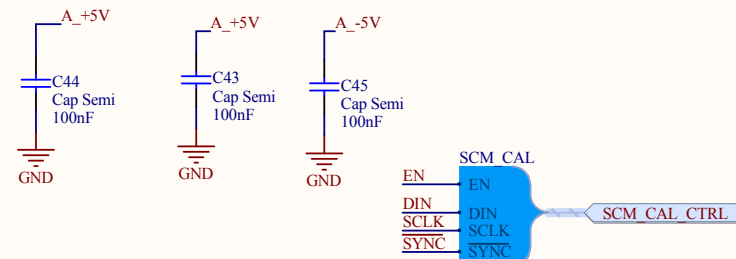 A_+5V
A_+5V
A_-5V
C44
Cap Semi
100nF
C43
Cap Semi
100nF
C45
Cap Semi
100nF
GND
GND
GND
SCM_CAL
EN
EN
DIN
DIN
SCLK
SCLK
SYNC
SYNC
SCM_CAL_CTRL